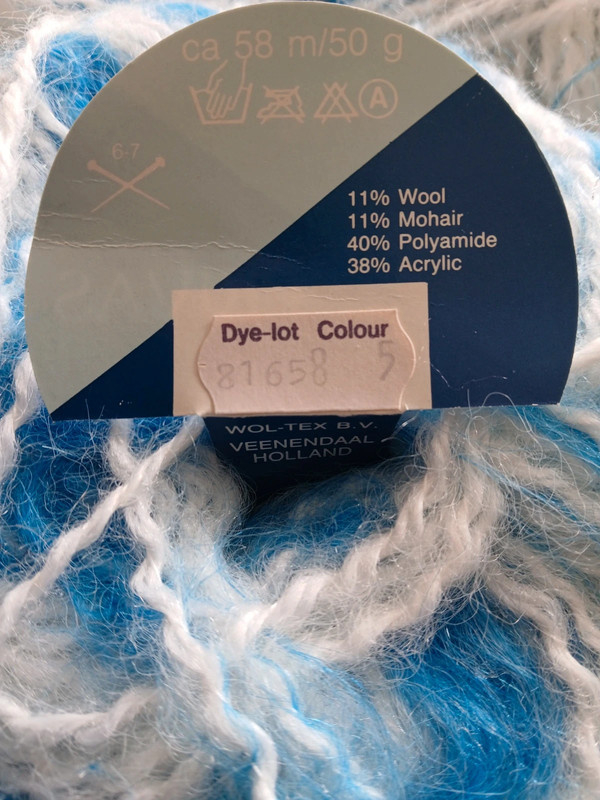 ca 58 m/50 g
A
6-7
11% Wool
11% Mohair
40% Polyamide
38% Acrylic
Dye-lot Colour
81658 5
WOL-TEX B.V.
VEENENDAAL
HOLLAND